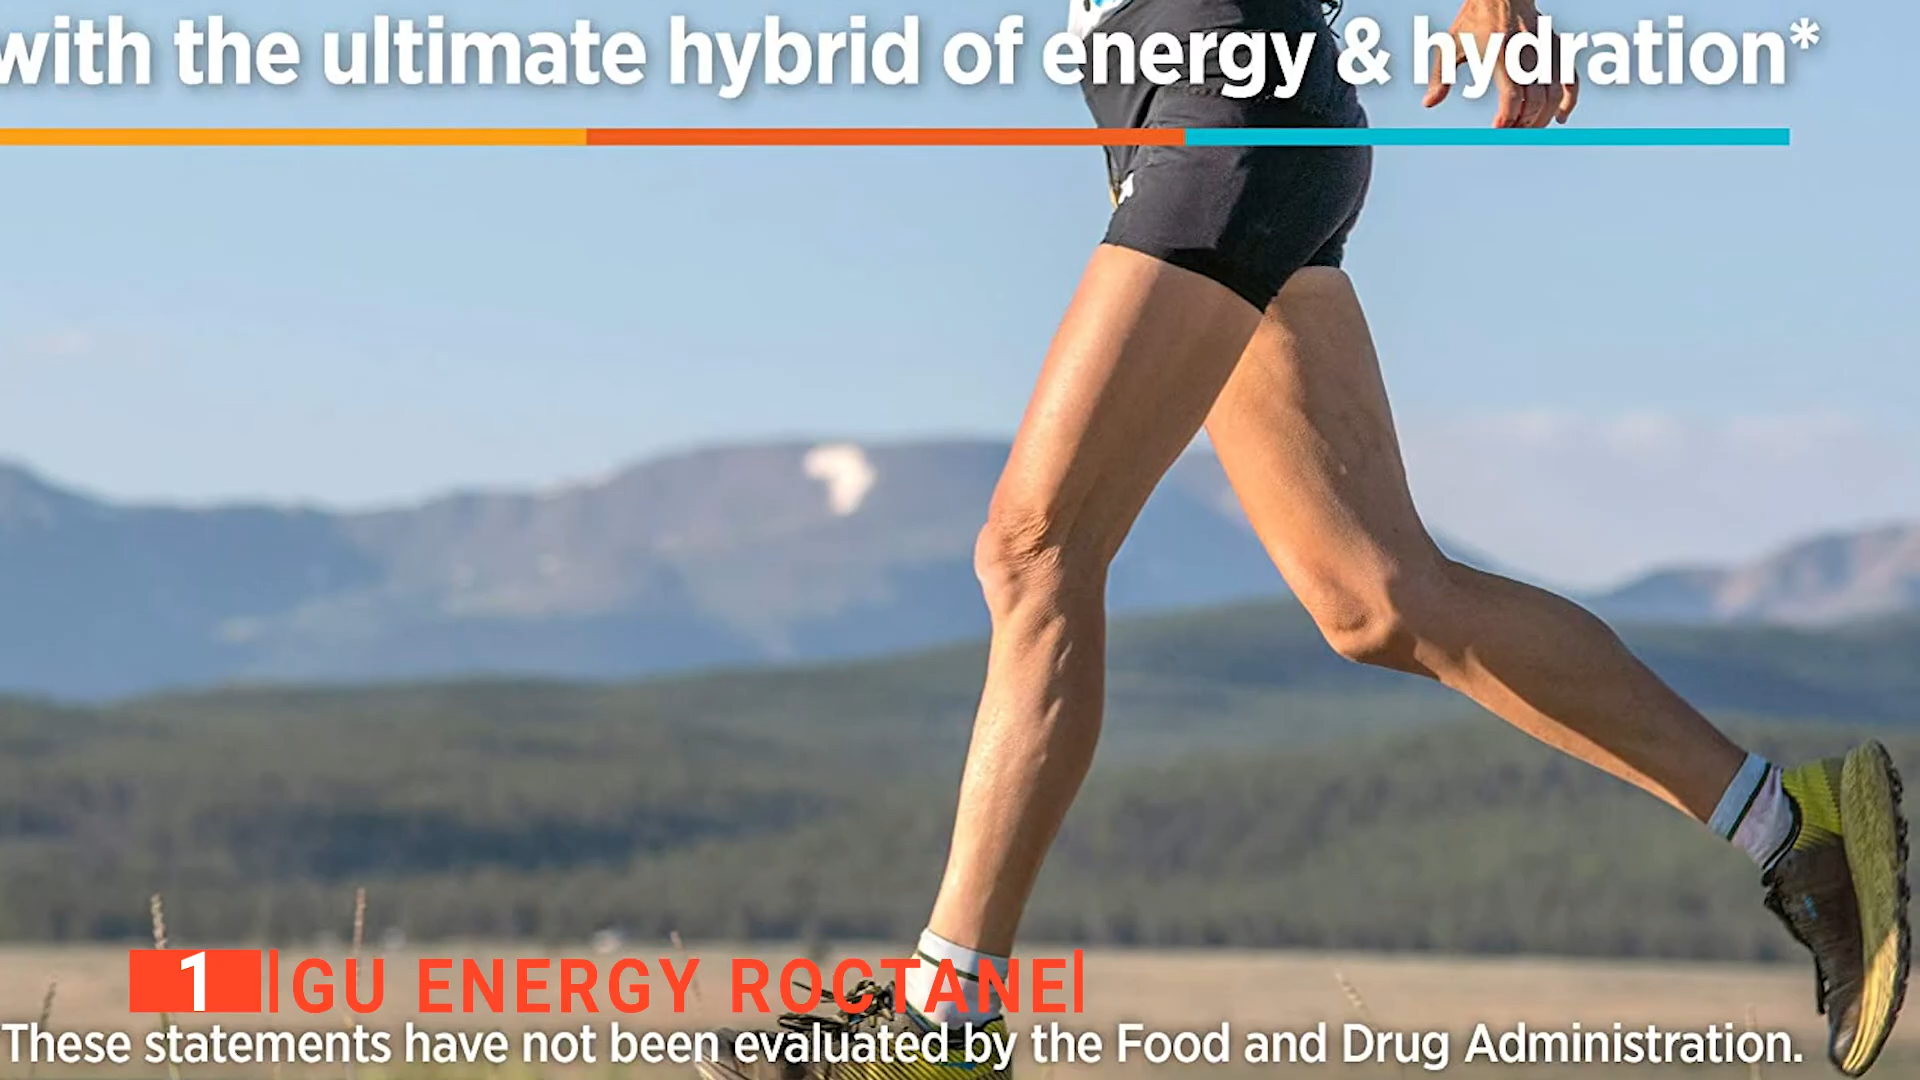 with the ultimate hybrid of energy & hydration*
1 GU ENERGY ROCTANE
These statements have not been evaluated by the Food and Drug Administration.